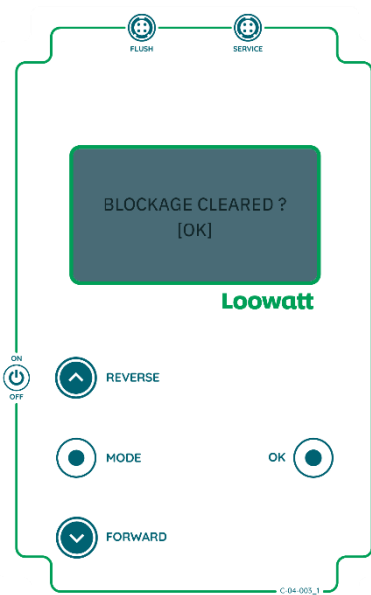 FLUSH
SERVICE
BLOCKAGE CLEARED ?
[OK]
Loowatt
ON
OFF
REVERSE
MODE
OK
FORWARD
C-04-003_1